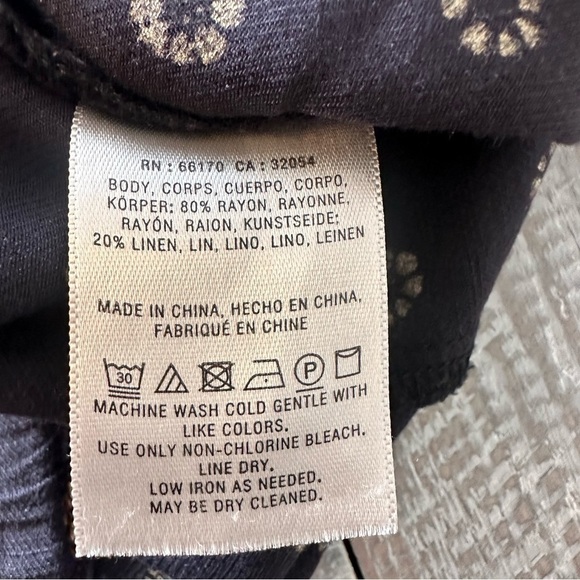 RN : 66170 CA : 32054
BODY, CORPS, CUERPO, CORPO,
KÖRPER: 80% RAYON, RAYONNE,
RAYÓN, RAION, KUNSTSEIDE:
20% LINEN, LIN, LINO, LINO, LEINEN
MADE IN CHINA, HECHO EN CHINA,
FABRIQUÉ EN CHINE
30 P
MACHINE WASH COLD GENTLE WITH
LIKE COLORS.
USE ONLY NON-CHLORINE BLEACH.
LINE DRY.
LOW IRON AS NEEDED.
MAY BE DRY CLEANED.